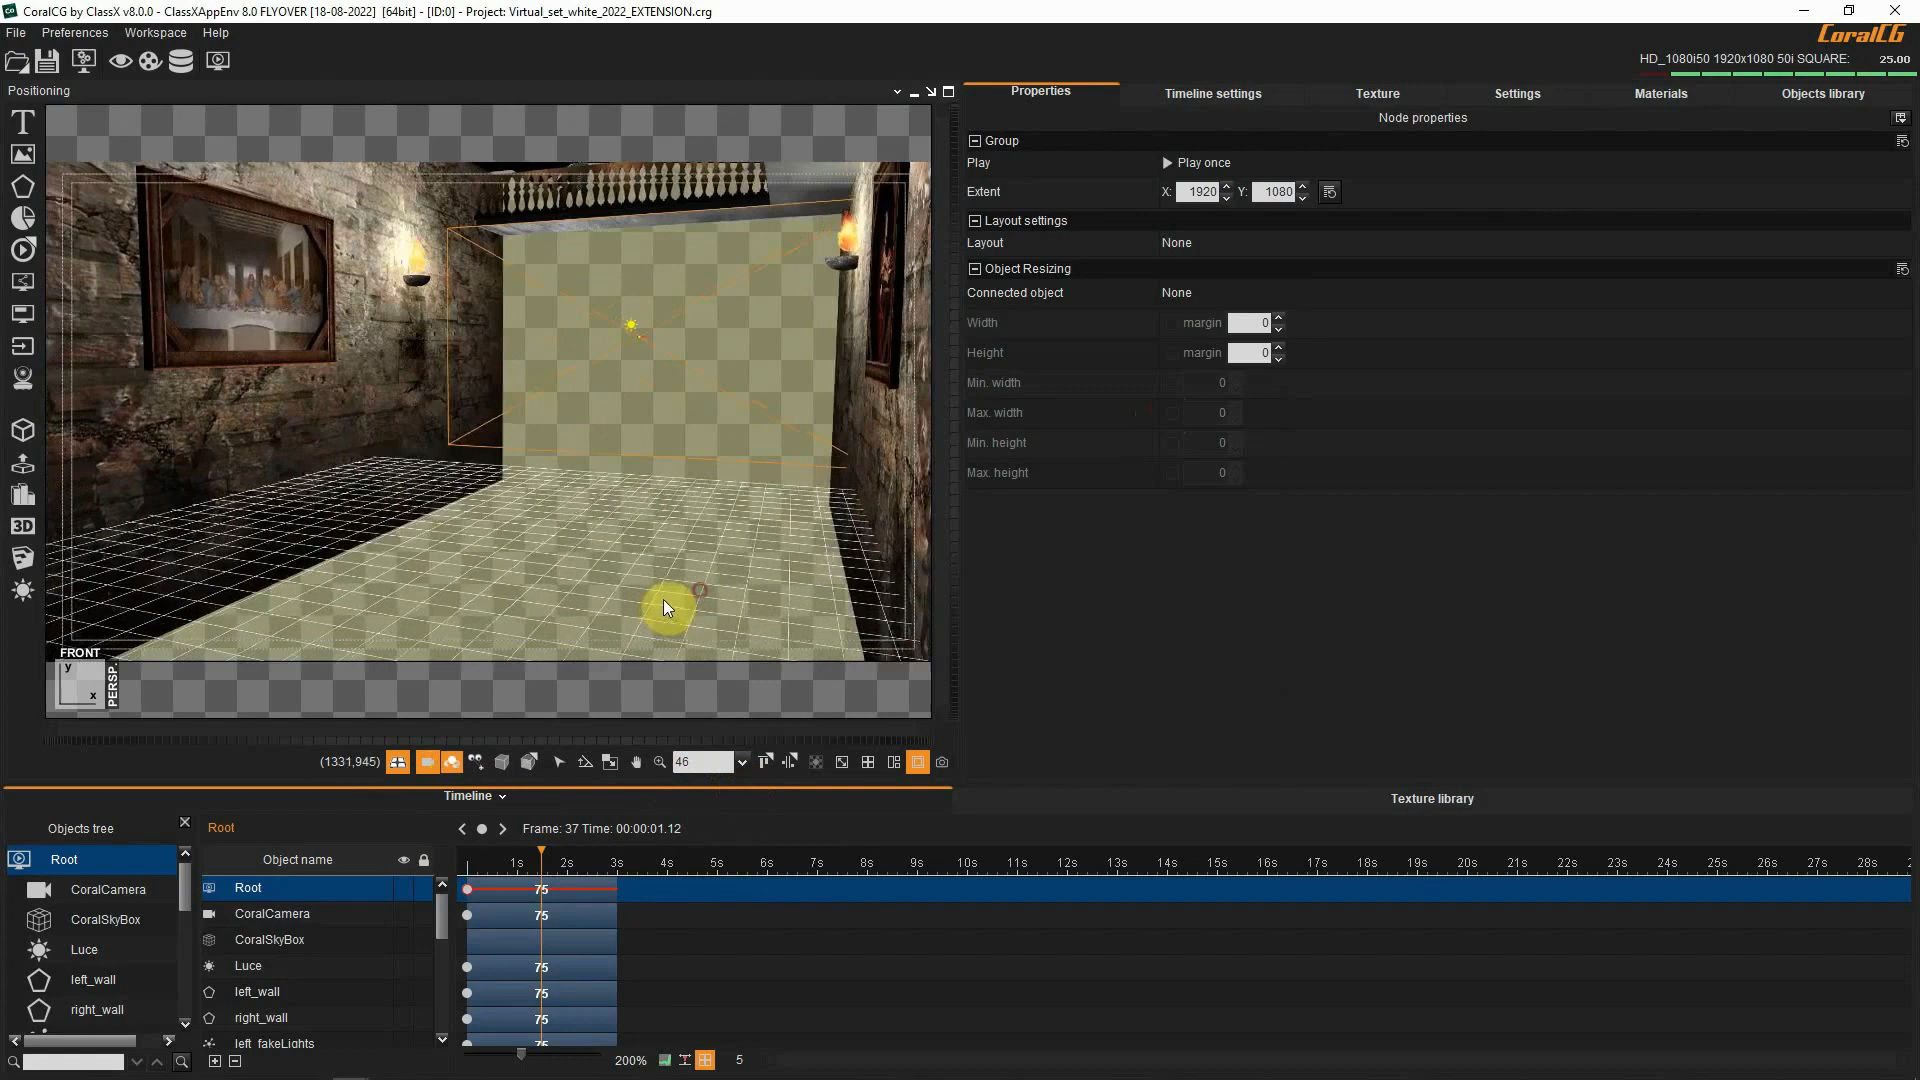 CoralCG by ClassX v8.0.0 - ClassXAppEnv 8.0 FLYOVER [18-08-2022] [64bit] - [ID:0] - Project: Virtual_set_white_2022_EXTENSION.crg
File Preferences Workspace Help
CoralCG
HD_1080i50 1920x1080 50i SQUARE: 25.00
Positioning
Properties Timeline settings Texture Settings Materials Objects library
Node properties
Group
Play Play once
Extent X: 1920 Y: 1080
Layout settings
Layout None
Object Resizing
Connected object None
Width margin 0
Height margin 0
Min. width 0
Max. width 0
Min. height 0
Max. height 0
3D
FRONT
y
x
PERSP.
(1331,945) 46
Timeline
Texture library
Objects tree
Root
Frame: 37 Time: 00:00:01.12
Object name
1s 2s 3s 4s 5s 6s 7s 8s 9s 10s 11s 12s 13s 14s 15s 16s 17s 18s 19s 20s 21s 22s 23s 24s 25s 26s 27s 28s
Root
CoralCamera
CoralSkyBox
Luce
left_wall
right_wall
Root 75
CoralCamera 75
CoralSkyBox
Luce 75
left_wall 75
right_wall 75
left_fakeLights 75
200% 5